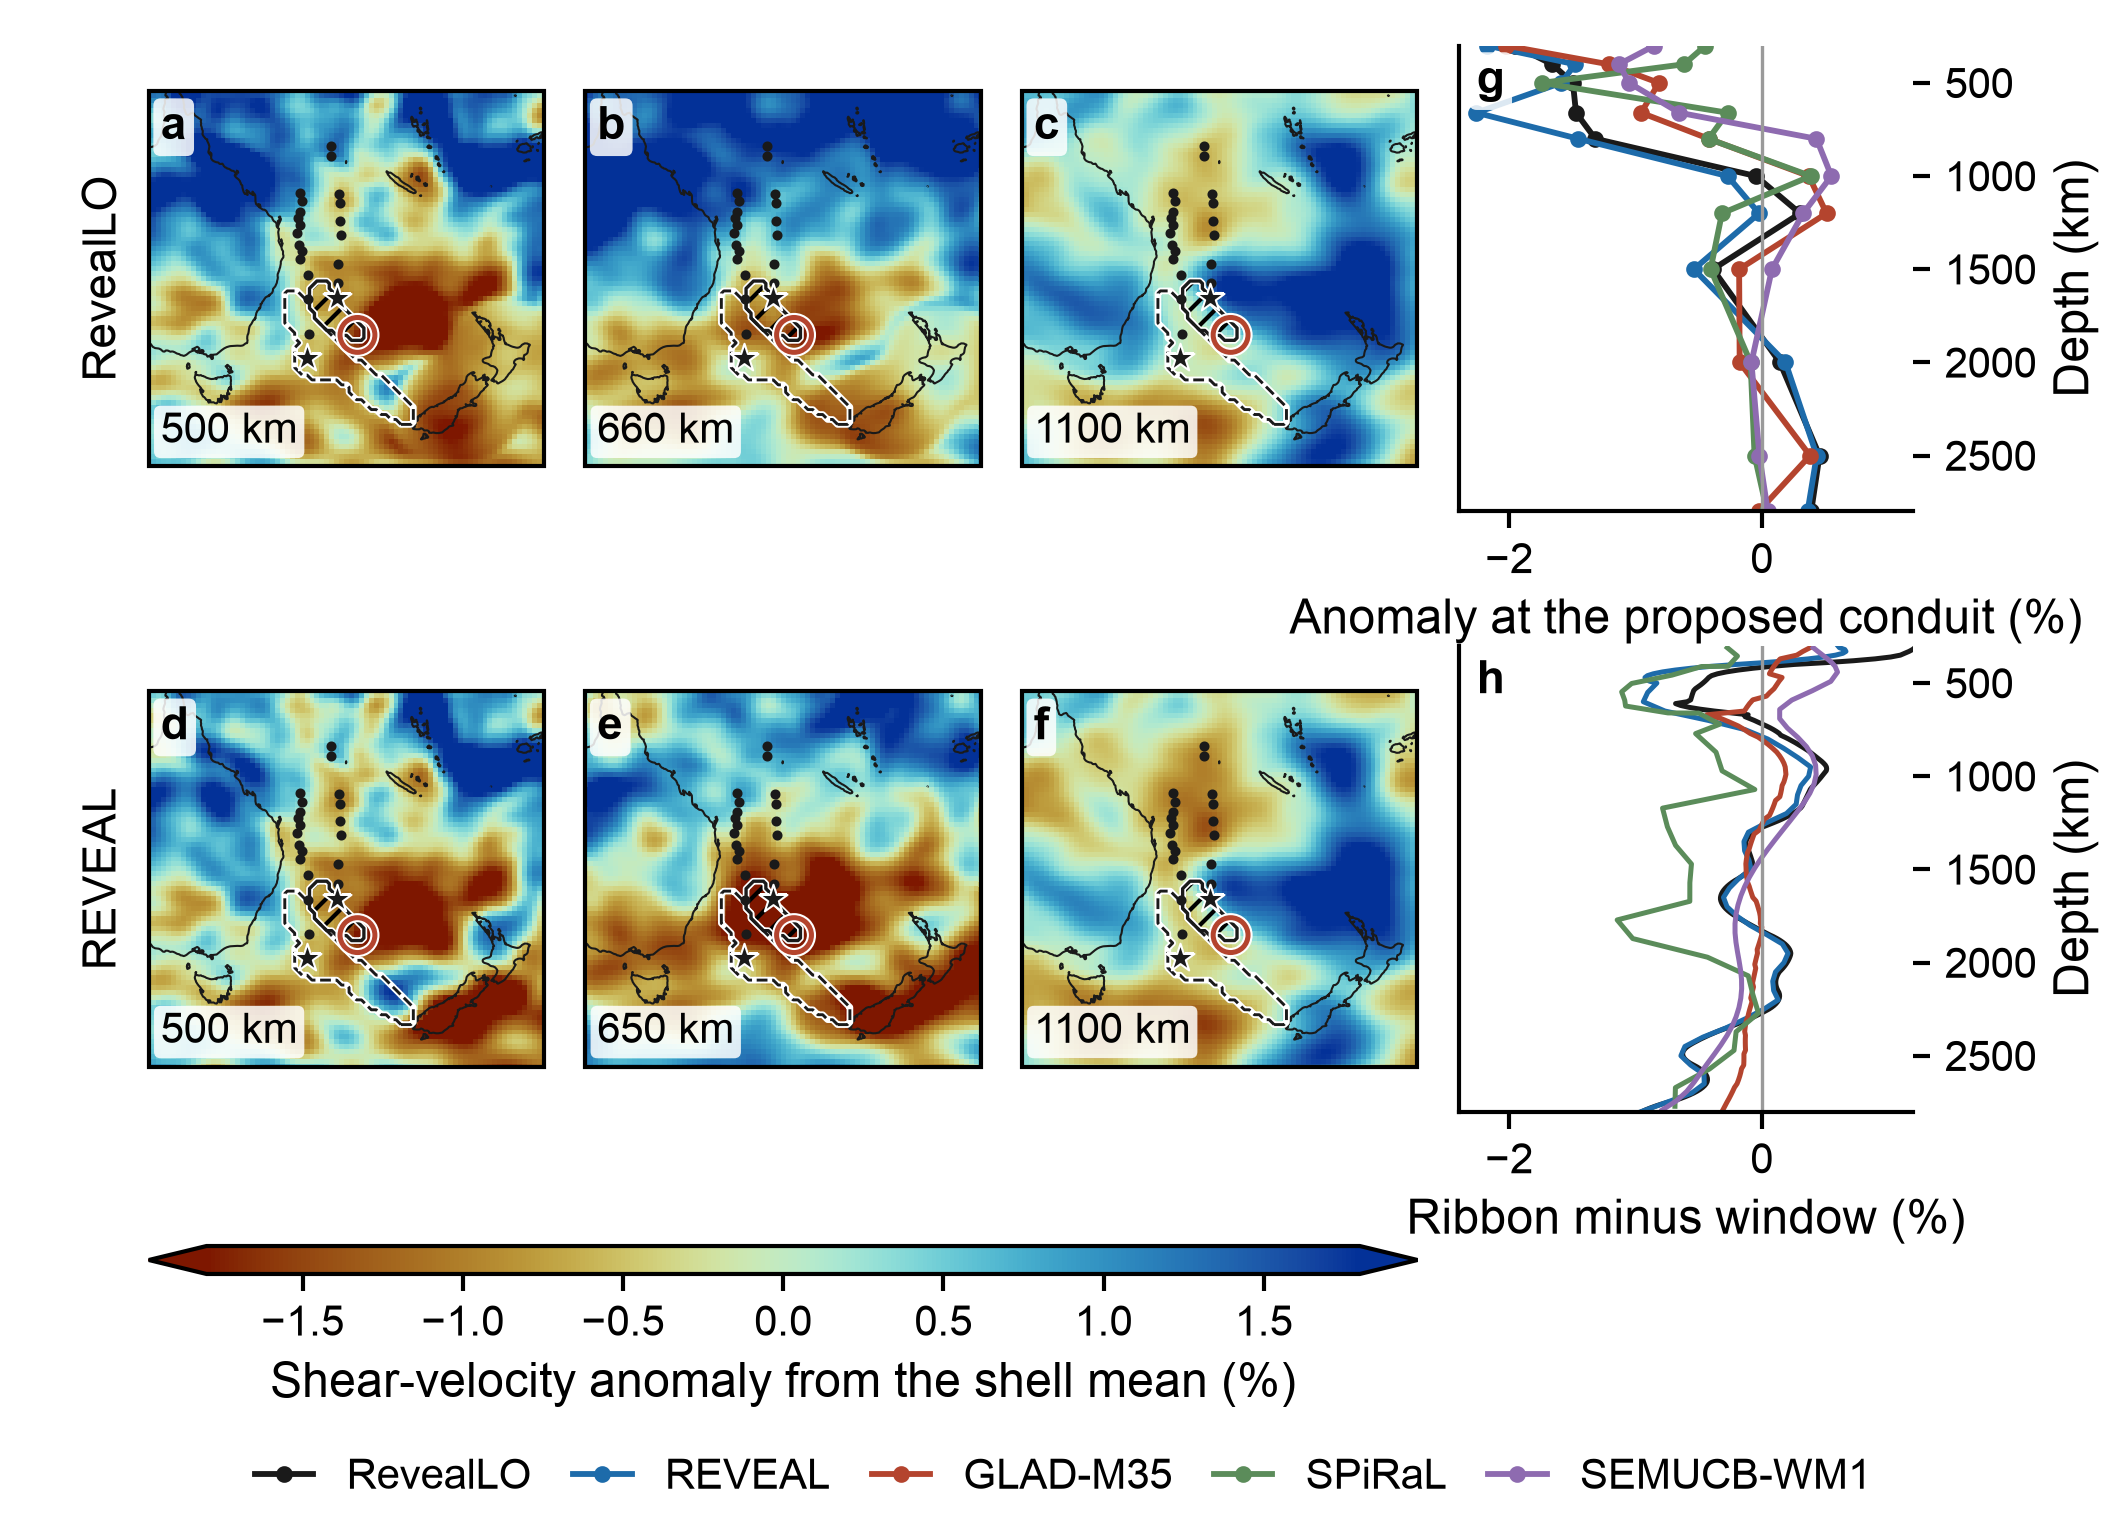 a
b
c
g
RevealLO
500 km
660 km
1100 km
500
1000
1500
2000
2500
Depth (km)
−2
0
Anomaly at the proposed conduit (%)
d
e
f
h
REVEAL
500 km
650 km
1100 km
500
1000
1500
2000
2500
Depth (km)
−2
0
Ribbon minus window (%)
−1.5
−1.0
−0.5
0.0
0.5
1.0
1.5
Shear-velocity anomaly from the shell mean (%)
RevealLO
REVEAL
GLAD-M35
SPiRaL
SEMUCB-WM1